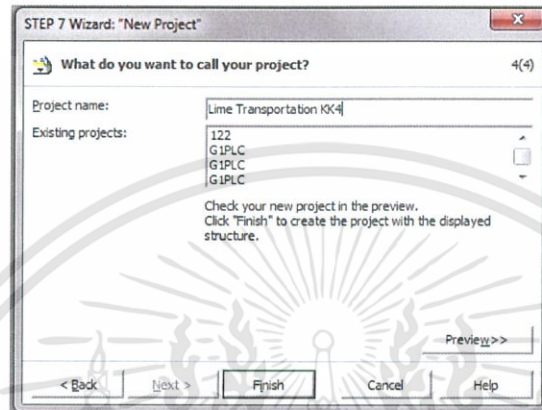 STEP 7 Wizard: "New Project"
What do you want to call your project? 4(4)
Project name: Lime Transportation KK4
Existing projects: 122
G1PLC
G1PLC
G1PLC
Check your new project in the preview.
Click "Finish" to create the project with the displayed
structure.
Preview>>
< Back Next > Finish Cancel Help